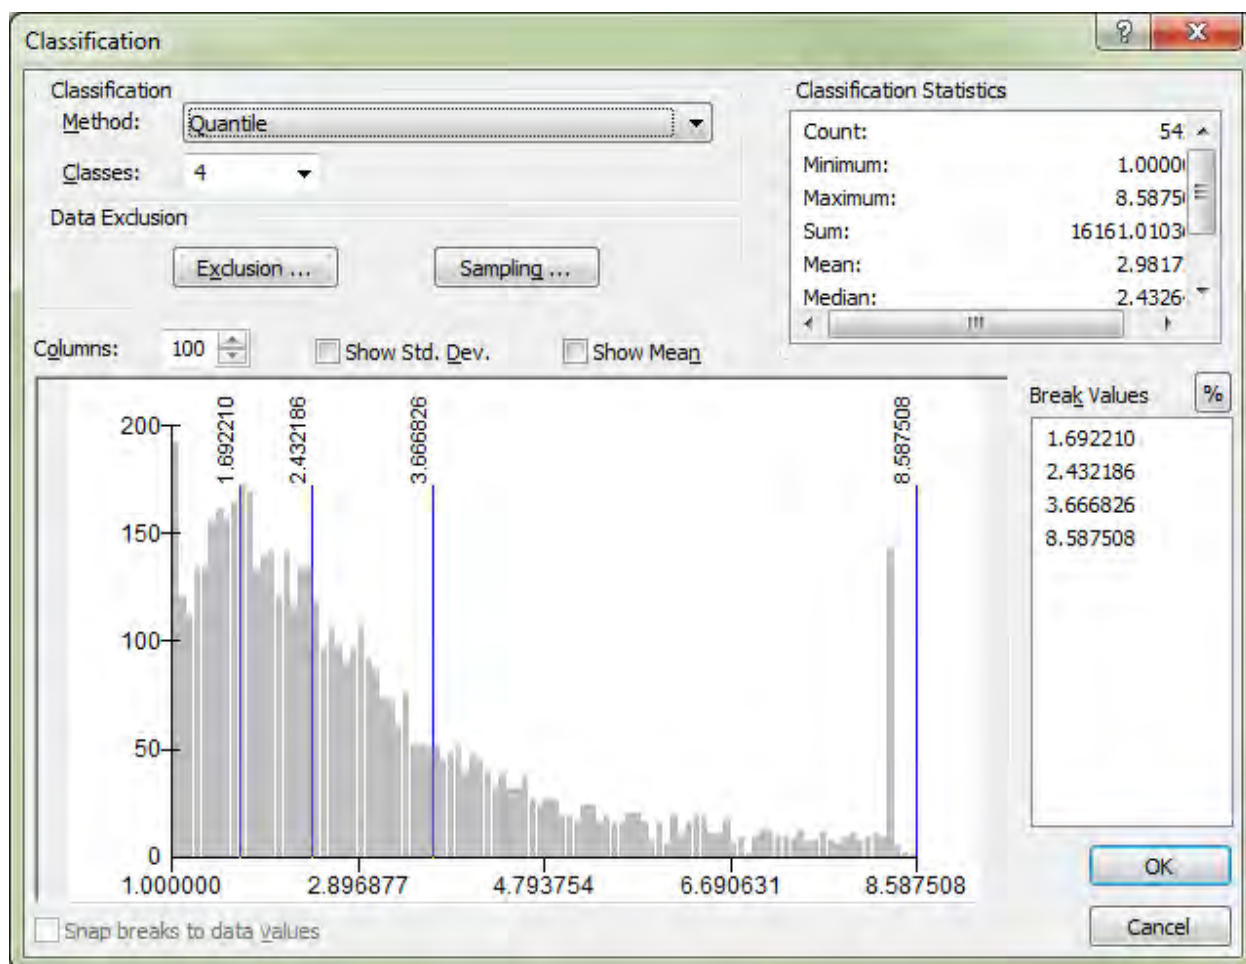 Classification
Classification
Method: Quantile
Classes: 4
Data Exclusion
Exclusion ...
Sampling ...
Classification Statistics
Count: 54
Minimum: 1.0000
Maximum: 8.5875
Sum: 16161.0103
Mean: 2.9817
Median: 2.4326
Columns: 100
Show Std. Dev.
Show Mean
Break Values
%
1.692210
2.432186
3.666826
8.587508
200
150
100
50
0
1.692210
2.432186
3.666826
8.587508
1.000000 2.896877 4.793754 6.690631 8.587508
Snap breaks to data values
OK
Cancel